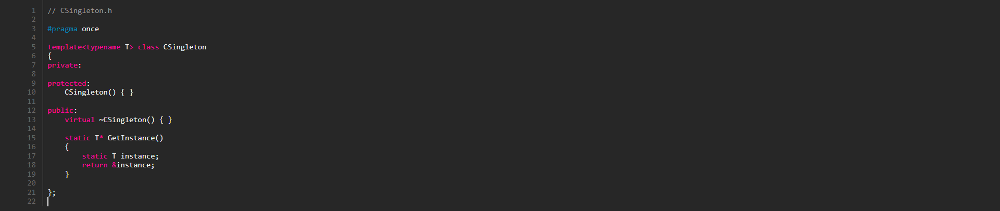 1 // CSingleton.h
2
3 #pragma once
4
5 template<typename T> class CSingleton
6 {
7 private:
8
9 protected:
10     CSingleton() { }
11
12 public:
13     virtual ~CSingleton() { }
14
15     static T* GetInstance()
16     {
17         static T instance;
18         return &instance;
19     }
20
21 };
22